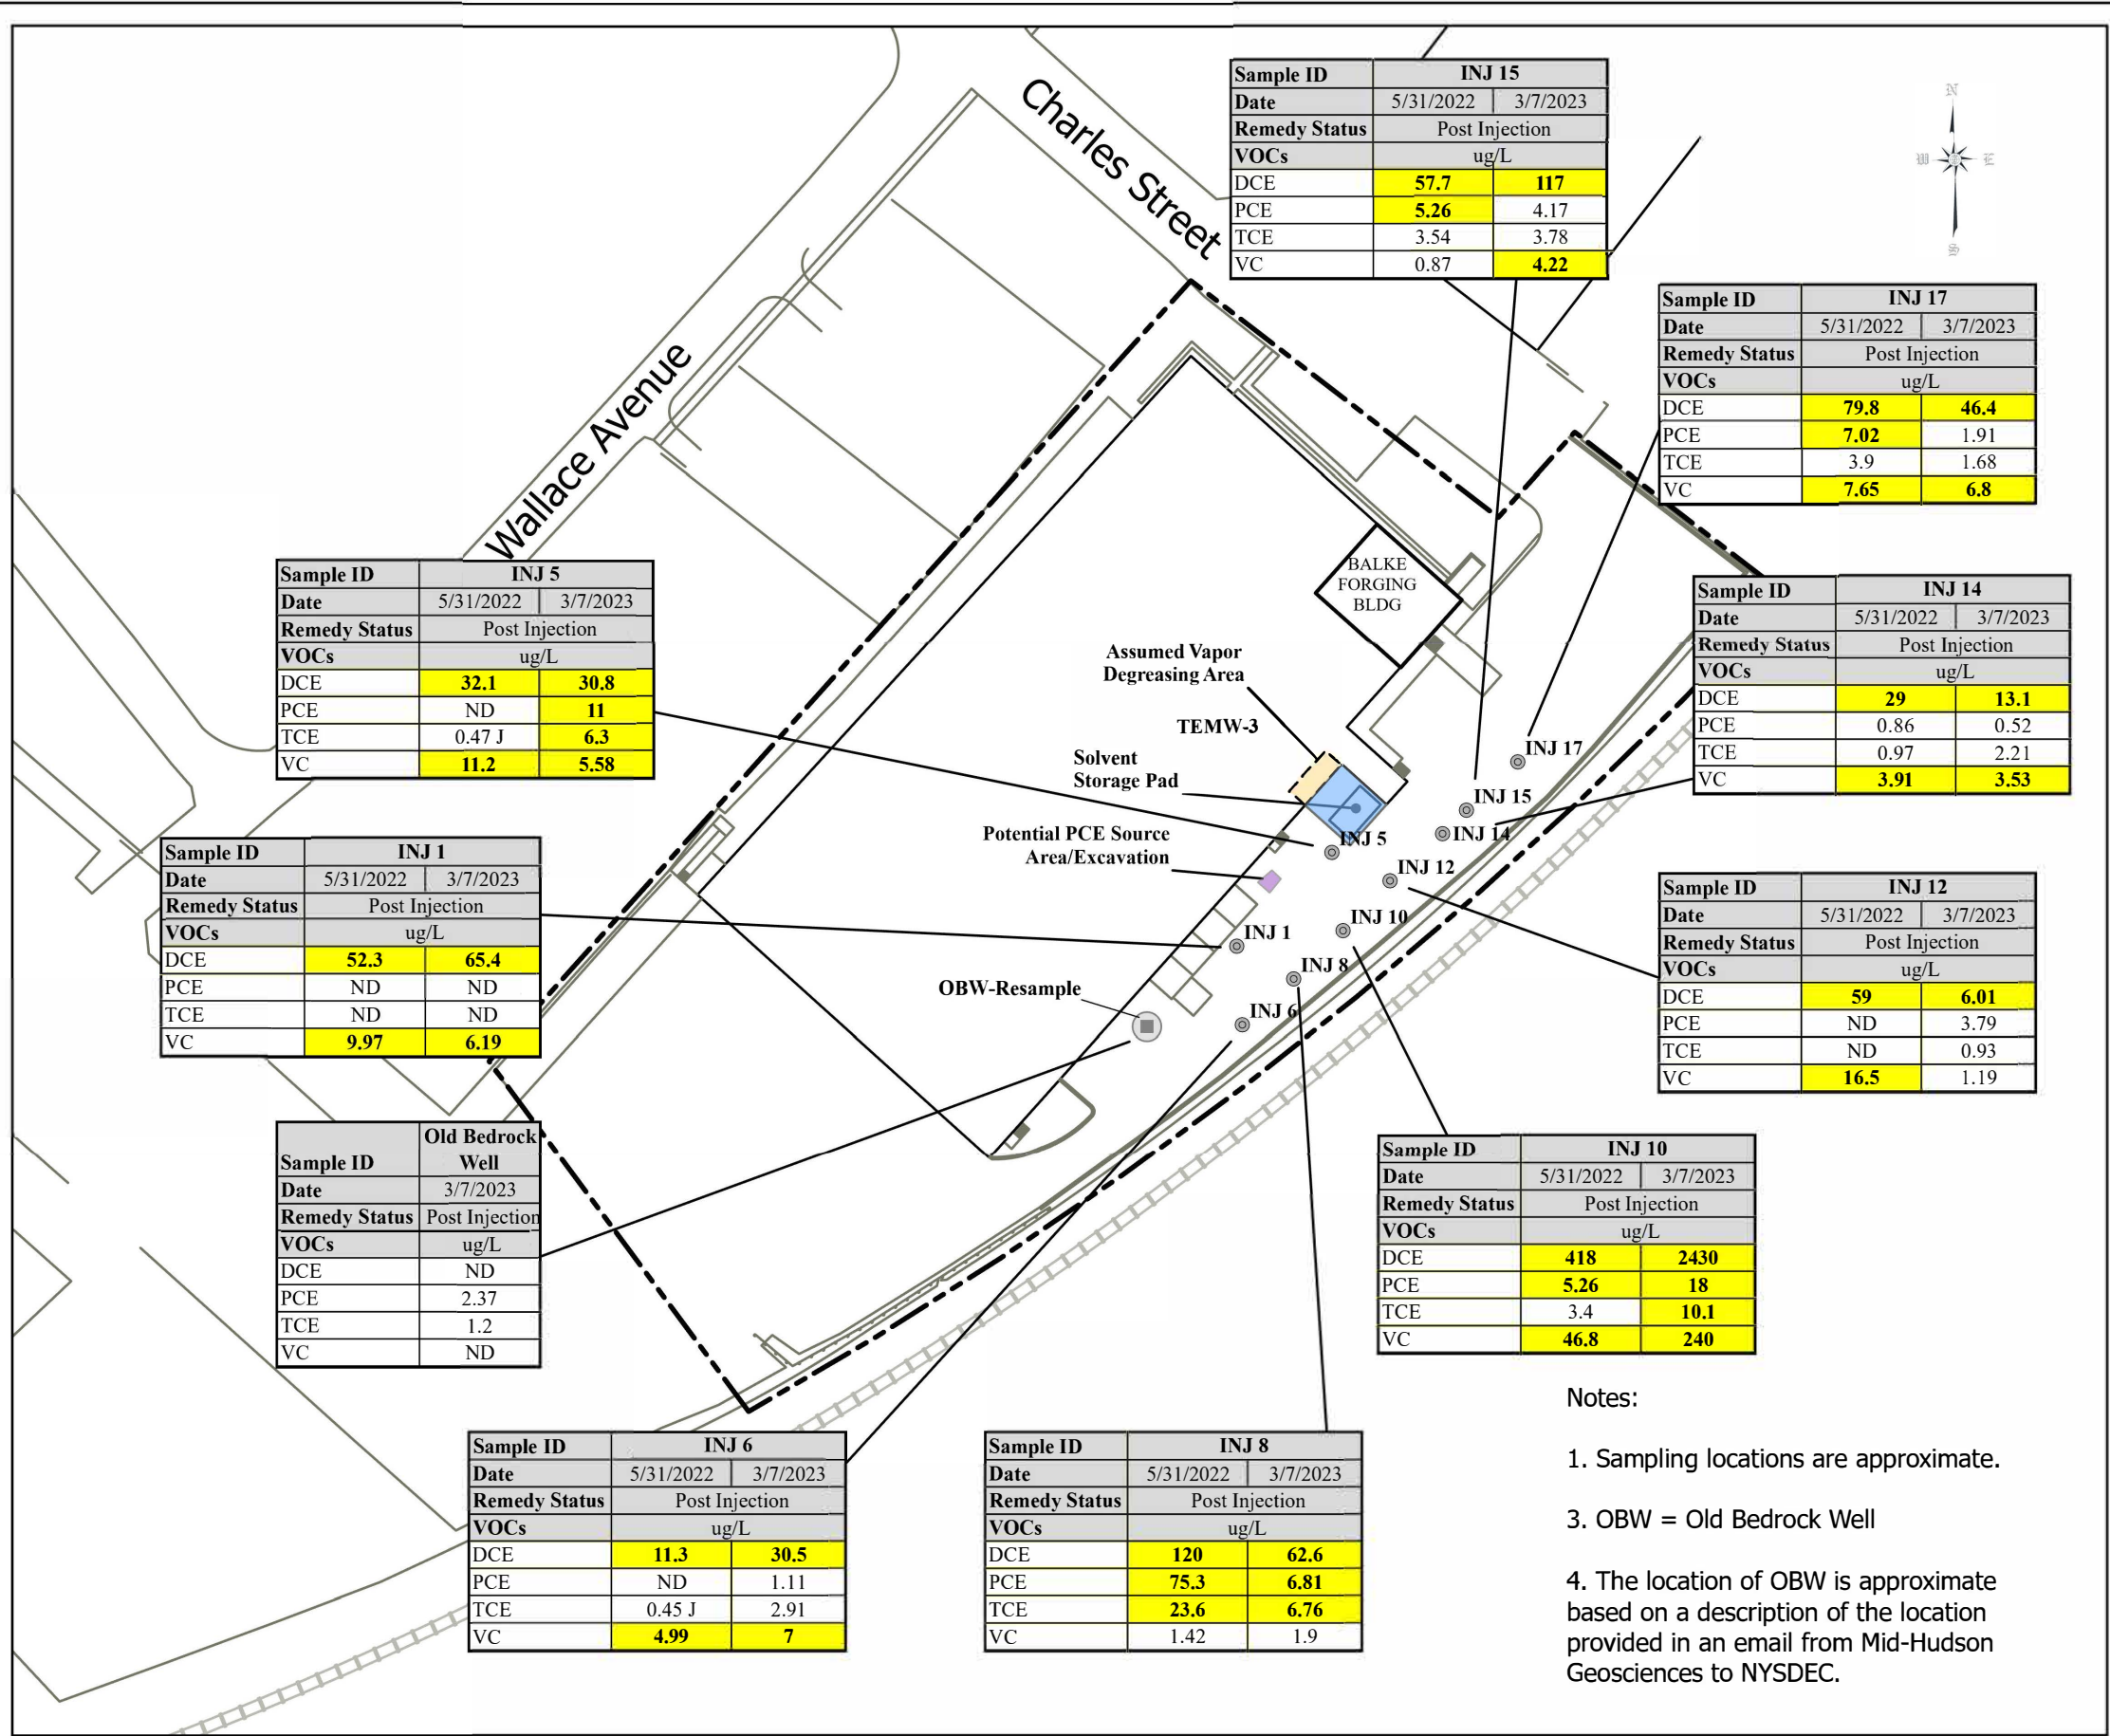 Charles Street
Wallace Avenue
N
W E
S
Sample ID INJ 15
Date 5/31/2022 3/7/2023
Remedy Status Post Injection
VOCs ug/L
DCE 57.7 117
PCE 5.26 4.17
TCE 3.54 3.78
VC 0.87 4.22
Sample ID INJ 17
Date 5/31/2022 3/7/2023
Remedy Status Post Injection
VOCs ug/L
DCE 79.8 46.4
PCE 7.02 1.91
TCE 3.9 1.68
VC 7.65 6.8
Sample ID INJ 5
Date 5/31/2022 3/7/2023
Remedy Status Post Injection
VOCs ug/L
DCE 32.1 30.8
PCE ND 11
TCE 0.47 J 6.3
VC 11.2 5.58
BALKE
FORGING
BLDG
Sample ID INJ 14
Date 5/31/2022 3/7/2023
Remedy Status Post Injection
VOCs ug/L
DCE 29 13.1
PCE 0.86 0.52
TCE 0.97 2.21
VC 3.91 3.53
Assumed Vapor
Degreasing Area
TEMW-3
Solvent
Storage Pad
Potential PCE Source
Area/Excavation
OBW-Resample
INJ 17
INJ 15
INJ 14
INJ 5
INJ 12
INJ 10
INJ 1
INJ 8
INJ 6
Sample ID INJ 1
Date 5/31/2022 3/7/2023
Remedy Status Post Injection
VOCs ug/L
DCE 52.3 65.4
PCE ND ND
TCE ND ND
VC 9.97 6.19
Sample ID INJ 12
Date 5/31/2022 3/7/2023
Remedy Status Post Injection
VOCs ug/L
DCE 59 6.01
PCE ND 3.79
TCE ND 0.93
VC 16.5 1.19
Old Bedrock
Sample ID Well
Date 3/7/2023
Remedy Status Post Injection
VOCs ug/L
DCE ND
PCE 2.37
TCE 1.2
VC ND
Sample ID INJ 10
Date 5/31/2022 3/7/2023
Remedy Status Post Injection
VOCs ug/L
DCE 418 2430
PCE 5.26 18
TCE 3.4 10.1
VC 46.8 240
Sample ID INJ 6
Date 5/31/2022 3/7/2023
Remedy Status Post Injection
VOCs ug/L
DCE 11.3 30.5
PCE ND 1.11
TCE 0.45 J 2.91
VC 4.99 7
Sample ID INJ 8
Date 5/31/2022 3/7/2023
Remedy Status Post Injection
VOCs ug/L
DCE 120 62.6
PCE 75.3 6.81
TCE 23.6 6.76
VC 1.42 1.9
Notes:
1. Sampling locations are approximate.
3. OBW = Old Bedrock Well
4. The location of OBW is approximate
based on a description of the location
provided in an email from Mid-Hudson
Geosciences to NYSDEC.